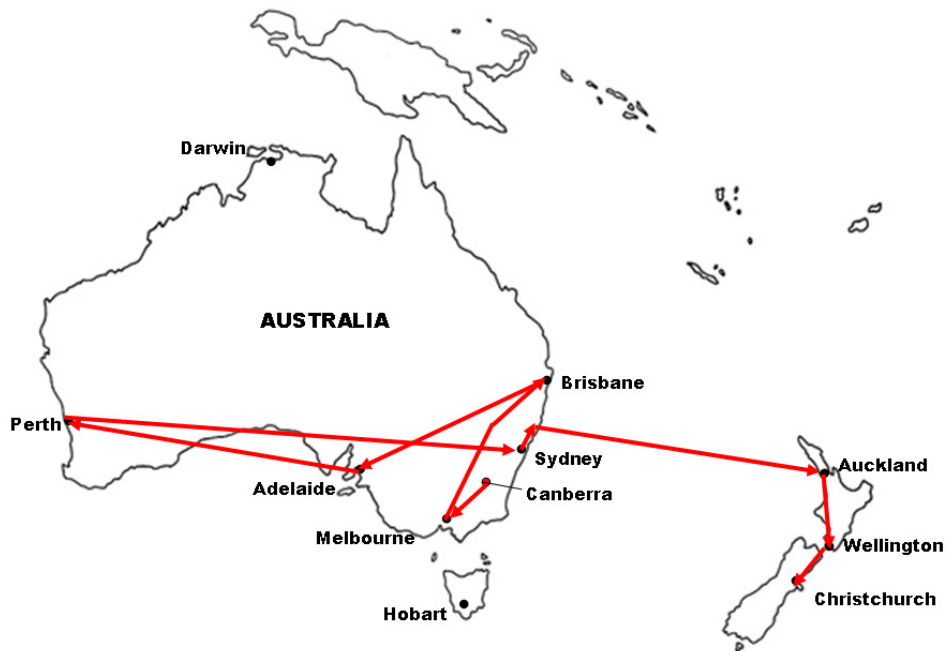 Darwin
AUSTRALIA
Brisbane
Perth
Sydney
Auckland
Adelaide
Canberra
Melbourne
Wellington
Hobart
Christchurch